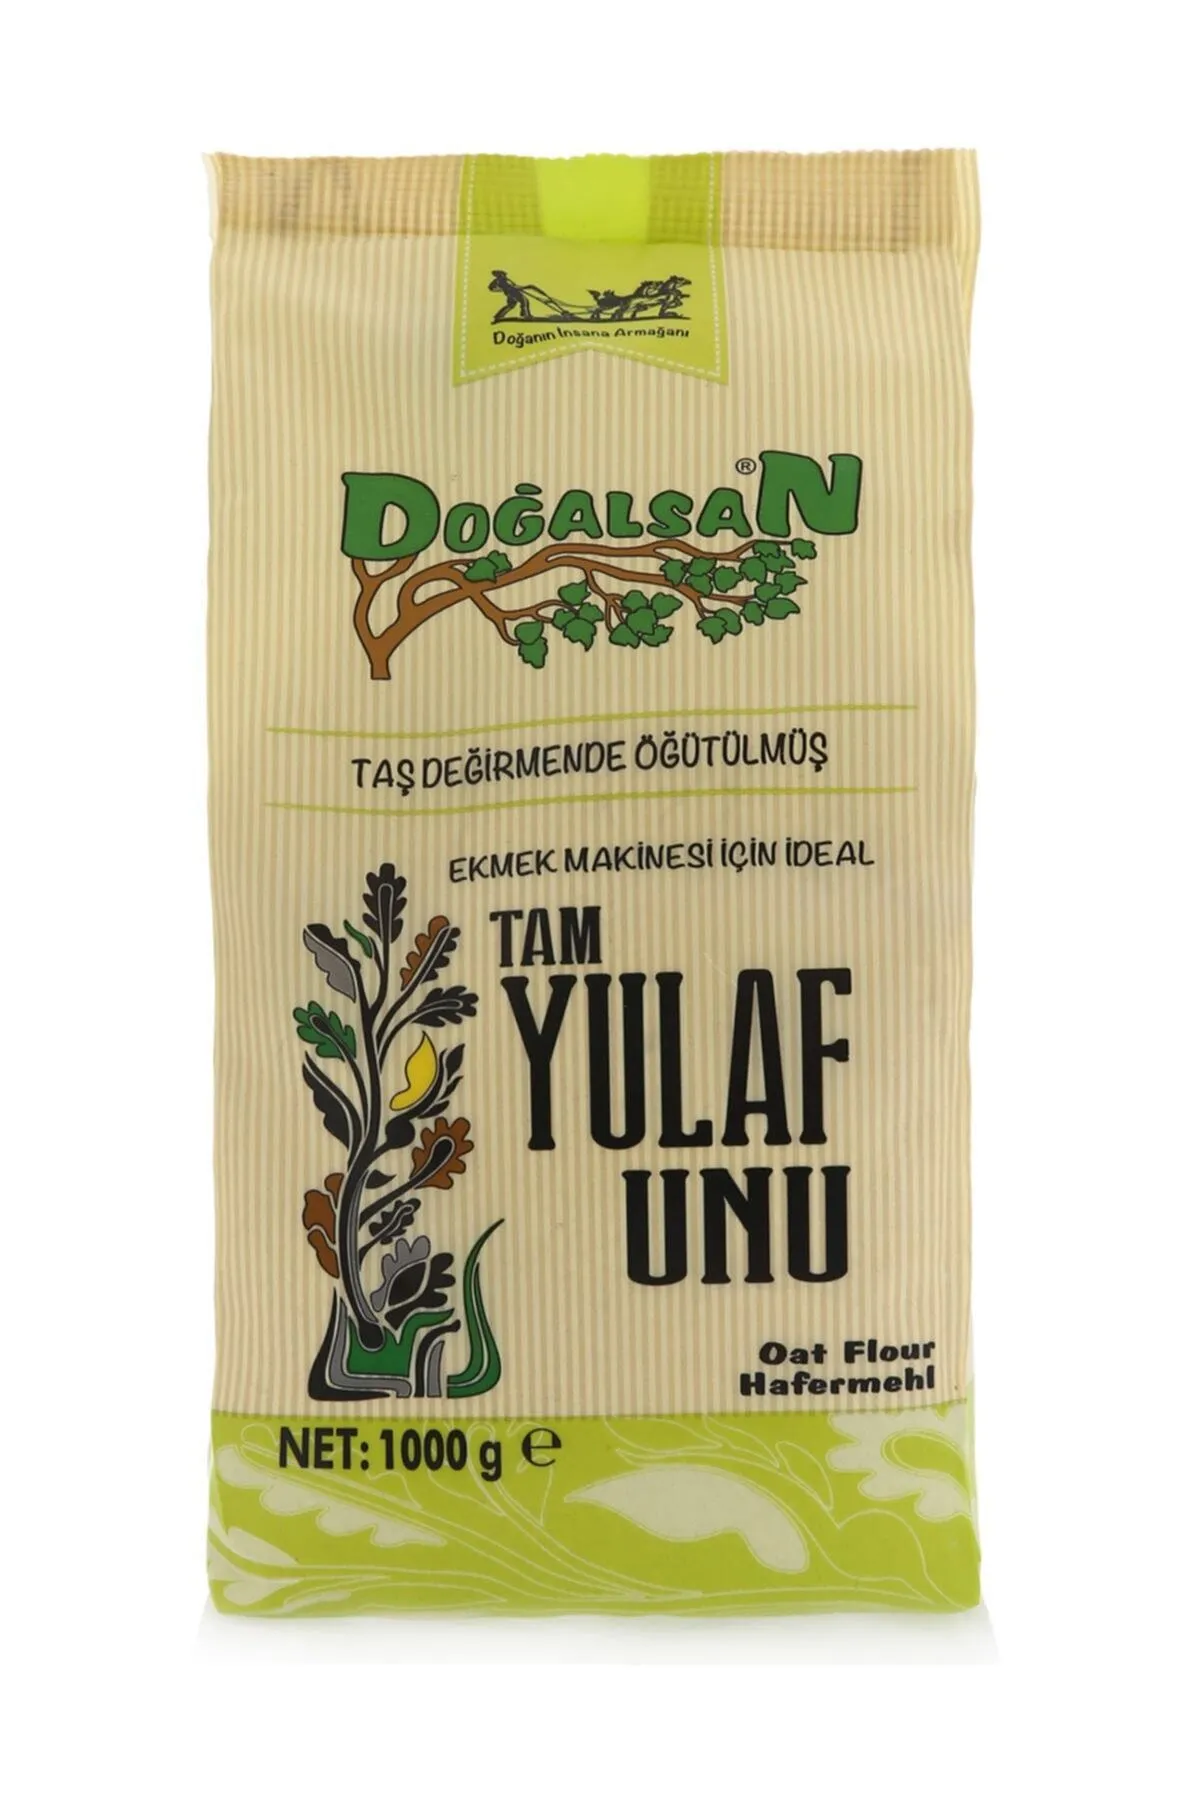 Doğanın İnsana Armağanı
DOĞALSAN®
TAŞ DEĞİRMENDE ÖĞÜTÜLMÜŞ
EKMEK MAKİNESİ İÇİN İDEAL
TAM
YULAF
UNU
Oat Flour
Hafermehl
NET: 1000 g ℮